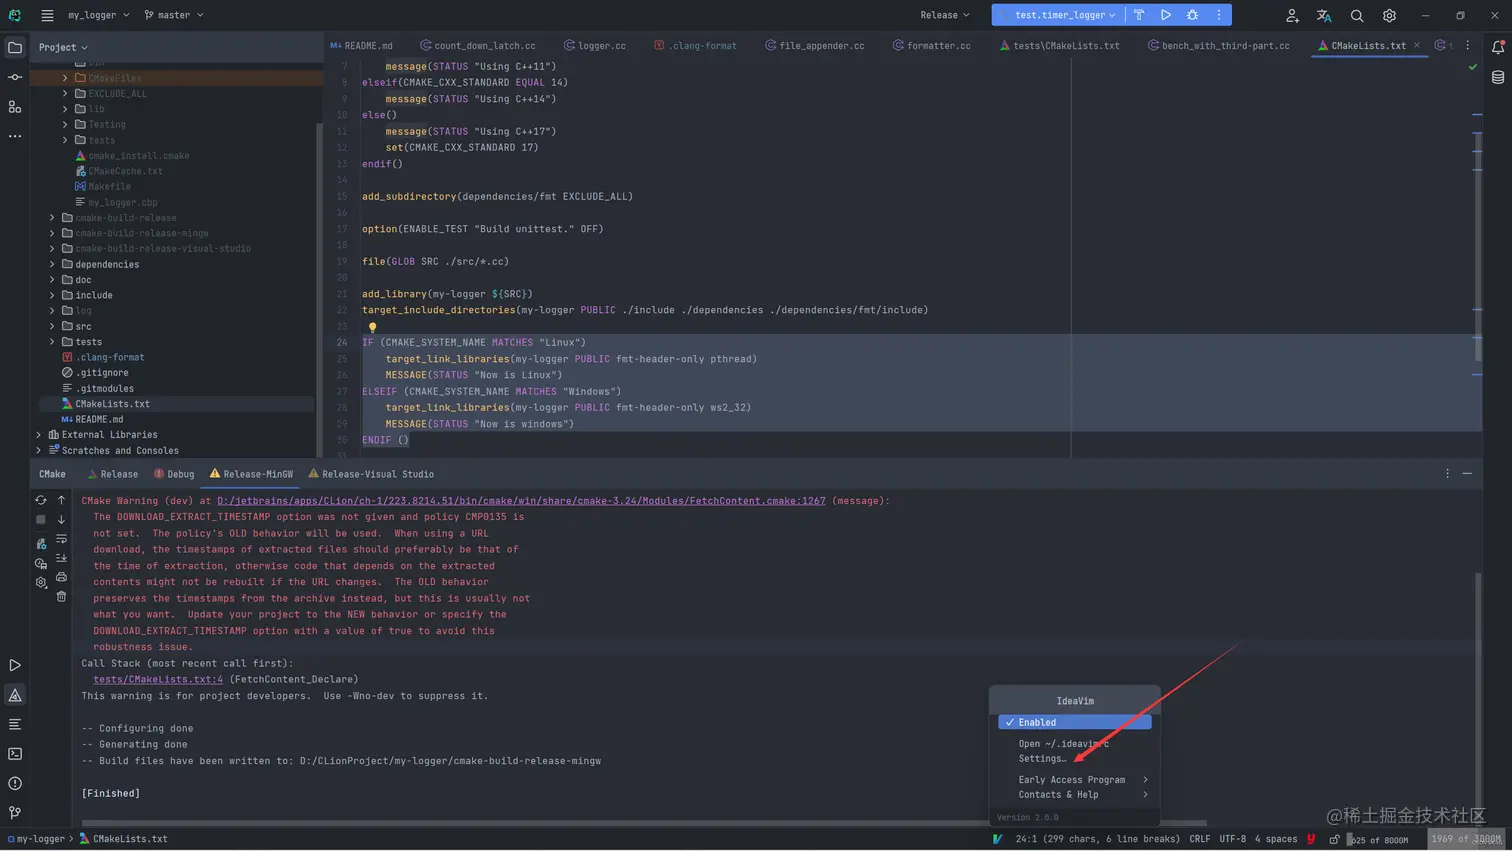 my_logger
master
Release
test.timer_logger
Project
README.md
count_down_latch.cc
logger.cc
.clang-format
file_appender.cc
formatter.cc
tests\CMakeLists.txt
bench_with_third-part.cc
CMakeLists.txt
bin
CMakeFiles
EXCLUDE_ALL
lib
Testing
tests
cmake_install.cmake
CMakeCache.txt
Makefile
my_logger.cbp
cmake-build-release
cmake-build-release-mingw
cmake-build-release-visual-studio
dependencies
doc
include
log
src
tests
.clang-format
.gitignore
.gitmodules
CMakeLists.txt
README.md
External Libraries
Scratches and Consoles
7 message(STATUS "Using C++11")
8 elseif(CMAKE_CXX_STANDARD EQUAL 14)
9 message(STATUS "Using C++14")
10 else()
11 message(STATUS "Using C++17")
12 set(CMAKE_CXX_STANDARD 17)
13 endif()
14
15 add_subdirectory(dependencies/fmt EXCLUDE_ALL)
16
17 option(ENABLE_TEST "Build unittest." OFF)
18
19 file(GLOB SRC ./src/*.cc)
20
21 add_library(my-logger ${SRC})
22 target_include_directories(my-logger PUBLIC ./include ./dependencies ./dependencies/fmt/include)
23
24 IF (CMAKE_SYSTEM_NAME MATCHES "Linux")
25 target_link_libraries(my-logger PUBLIC fmt-header-only pthread)
26 MESSAGE(STATUS "Now is Linux")
27 ELSEIF (CMAKE_SYSTEM_NAME MATCHES "Windows")
28 target_link_libraries(my-logger PUBLIC fmt-header-only ws2_32)
29 MESSAGE(STATUS "Now is windows")
30 ENDIF ()
31
CMake
Release
Debug
Release-MinGW
Release-Visual Studio
CMake Warning (dev) at D:/jetbrains/apps/CLion/ch-1/223.8214.51/bin/cmake/win/share/cmake-3.24/Modules/FetchContent.cmake:1267 (message):
The DOWNLOAD_EXTRACT_TIMESTAMP option was not given and policy CMP0135 is
not set.  The policy's OLD behavior will be used.  When using a URL
download, the timestamps of extracted files should preferably be that of
the time of extraction, otherwise code that depends on the extracted
contents might not be rebuilt if the URL changes.  The OLD behavior
preserves the timestamps from the archive instead, but this is usually not
what you want.  Update your project to the NEW behavior or specify the
DOWNLOAD_EXTRACT_TIMESTAMP option with a value of true to avoid this
robustness issue.
Call Stack (most recent call first):
tests/CMakeLists.txt:4 (FetchContent_Declare)
This warning is for project developers.  Use -Wno-dev to suppress it.
-- Configuring done
-- Generating done
-- Build files have been written to: D:/CLionProject/my-logger/cmake-build-release-mingw
[Finished]
IdeaVim
Enabled
Open ~/.ideavimrc
Settings…
Early Access Program
Contacts & Help
Version 2.0.0
@稀土掘金技术社区
my-logger
CMakeLists.txt
24:1 (299 chars, 6 line breaks)
CRLF
UTF-8
4 spaces
625 of 8000M
1969 of 3000M